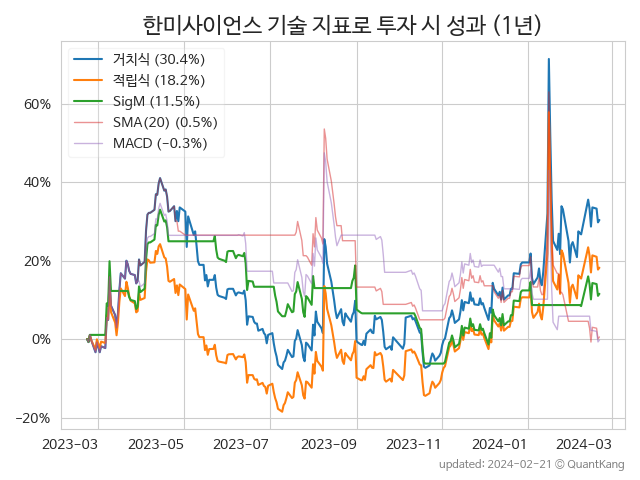 한미사이언스 기술 지표로 투자 시 성과 (1년)
거치식 (30.4%)
적립식 (18.2%)
SigM (11.5%)
SMA(20) (0.5%)
MACD (−0.3%)
60%
40%
20%
0%
−20%
2023-03 2023-05 2023-07 2023-09 2023-11 2024-01 2024-03
updated: 2024-02-21 © QuantKang